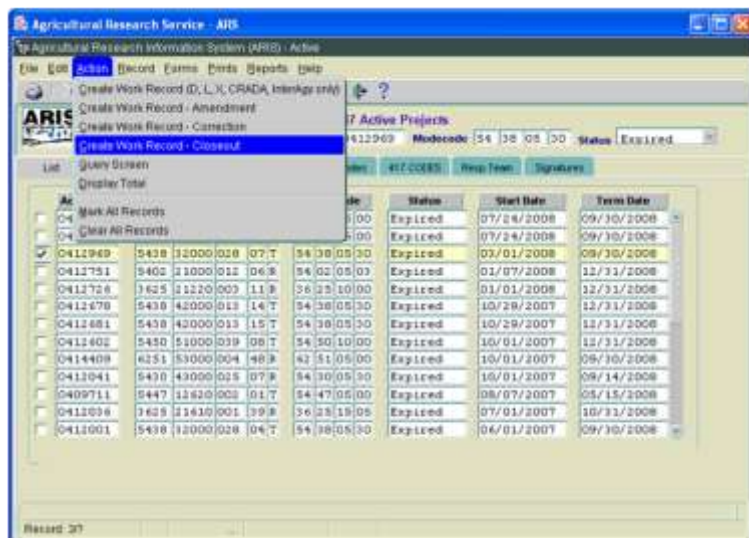 Agricultural Research Service - ARS
Agricultural Research Information System (ARIS) - Active
File Edit Action Record Forms Prints Reports Help
Create Work Record (D, L, X, CRADA, InterAgy only)
Create Work Record - Amendment
Create Work Record - Correction
Create Work Record - Closeout
Query Screen
Display Total
Mark All Records
Clear All Records
ARIS
Active Projects
Modecode 54 38 05 30 Status Expired
List 417 CODES Resp Team Signatures
Status Start Date Term Date
00 Expired 07/24/2008 09/30/2008
00 Expired 07/24/2008 09/30/2008
0412969 5438 32000 028 07 T 54 38 05 30 Expired 03/01/2008 09/30/2008
0412751 5402 21000 012 06 R 54 02 05 03 Expired 01/07/2008 12/31/2008
0412726 3625 21220 003 11 R 36 25 10 00 Expired 01/01/2008 12/31/2008
0412678 5438 42000 013 14 T 54 38 05 30 Expired 10/29/2007 12/31/2008
0412681 5438 42000 013 15 T 54 38 05 30 Expired 10/29/2007 12/31/2008
0412602 5450 51000 039 08 T 54 50 10 00 Expired 10/01/2007 12/31/2008
0414409 6251 53000 004 48 R 62 51 05 00 Expired 10/01/2007 09/30/2008
0412041 5430 43000 025 07 R 54 30 05 30 Expired 10/01/2007 09/14/2008
0409711 5447 12620 002 01 T 54 47 05 00 Expired 08/07/2007 05/15/2008
0412036 3625 21610 001 39 R 36 25 15 05 Expired 07/01/2007 10/31/2008
0412001 5438 32000 028 04 T 54 38 05 30 Expired 06/01/2007 09/30/2008
Record: 3/7